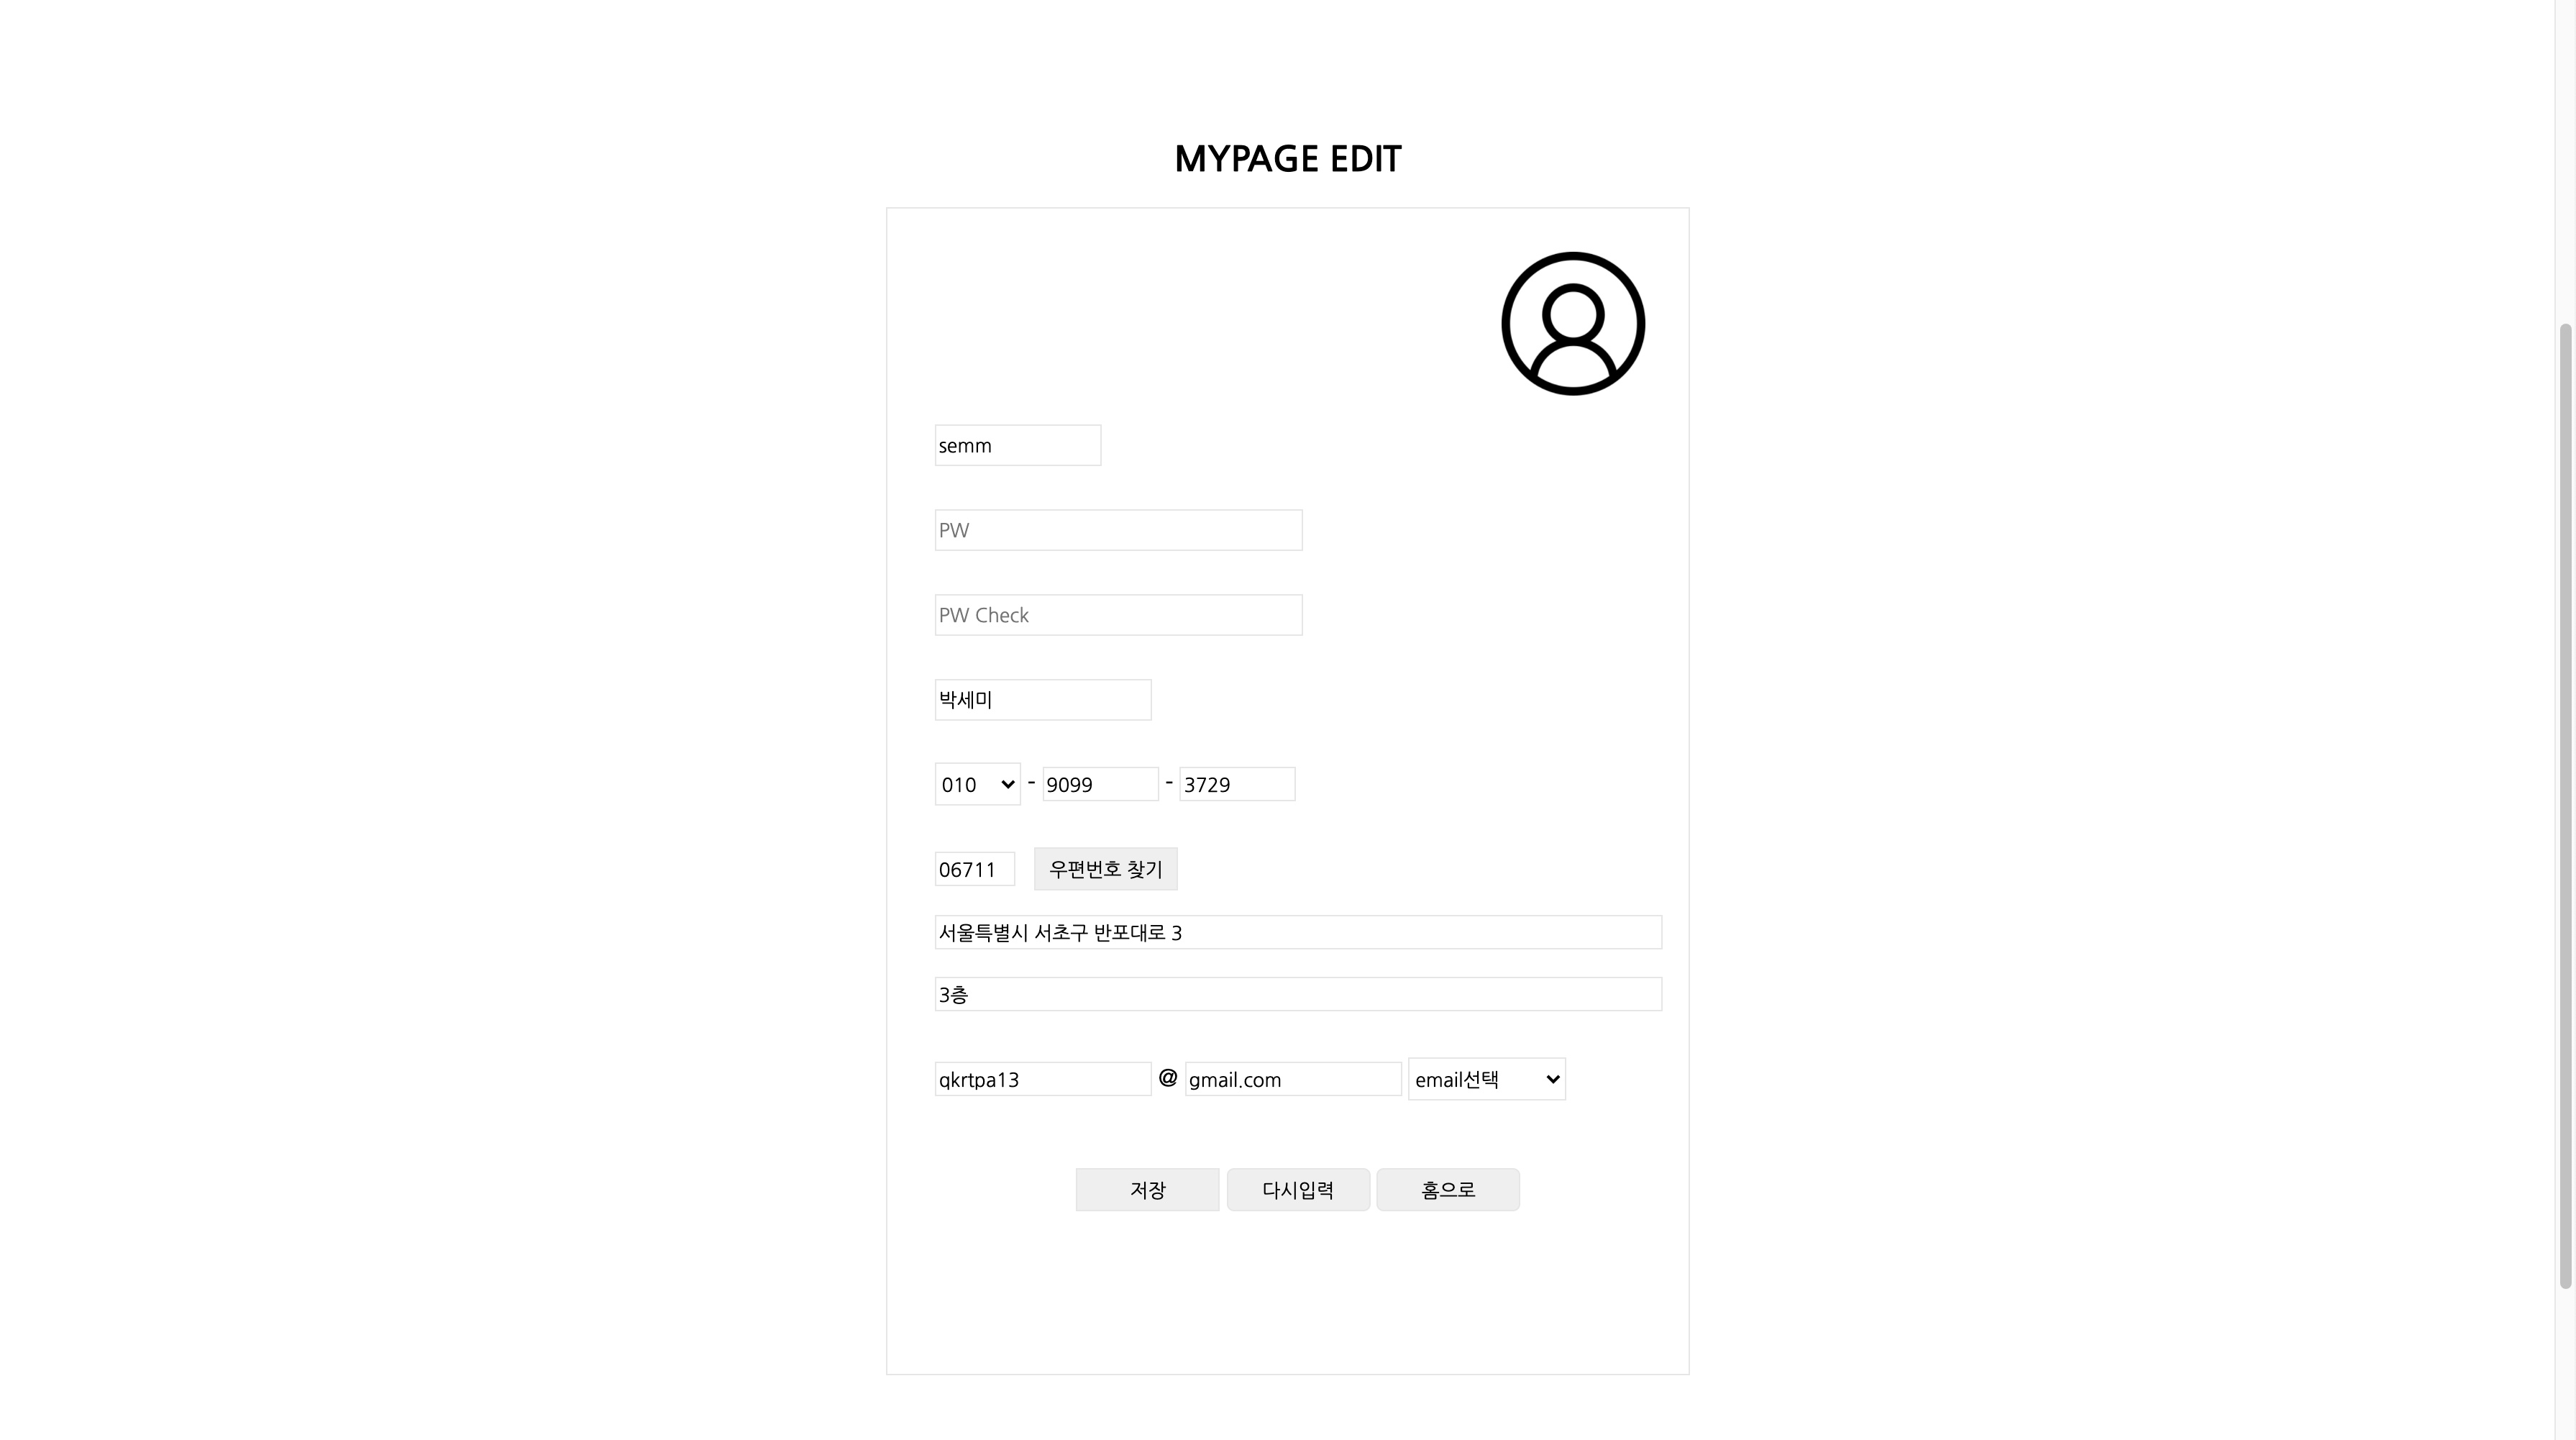 MYPAGE EDIT
semm
PW
PW Check
박세미
010 - 9099 - 3729
06711 우편번호 찾기
서울특별시 서초구 반포대로 3
3층
qkrtpa13 @ gmail.com email선택
저장 다시입력 홈으로